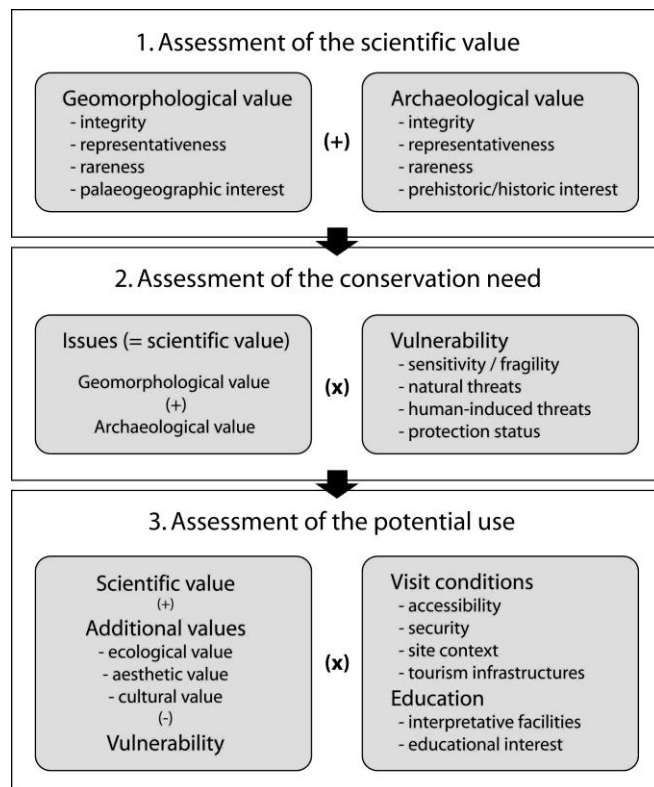 1. Assessment of the scientific value
Geomorphological value
- integrity
- representativeness
- rareness
- palaeogeographic interest
(+)
Archaeological value
- integrity
- representativeness
- rareness
- prehistoric/historic interest
2. Assessment of the conservation need
Issues (= scientific value)
Geomorphological value
(+)
Archaeological value
(x)
Vulnerability
- sensitivity / fragility
- natural threats
- human-induced threats
- protection status
3. Assessment of the potential use
Scientific value
(+)
Additional values
- ecological value
- aesthetic value
- cultural value
(-)
Vulnerability
(x)
Visit conditions
- accessibility
- security
- site context
- tourism infrastructures
Education
- interpretative facilities
- educational interest